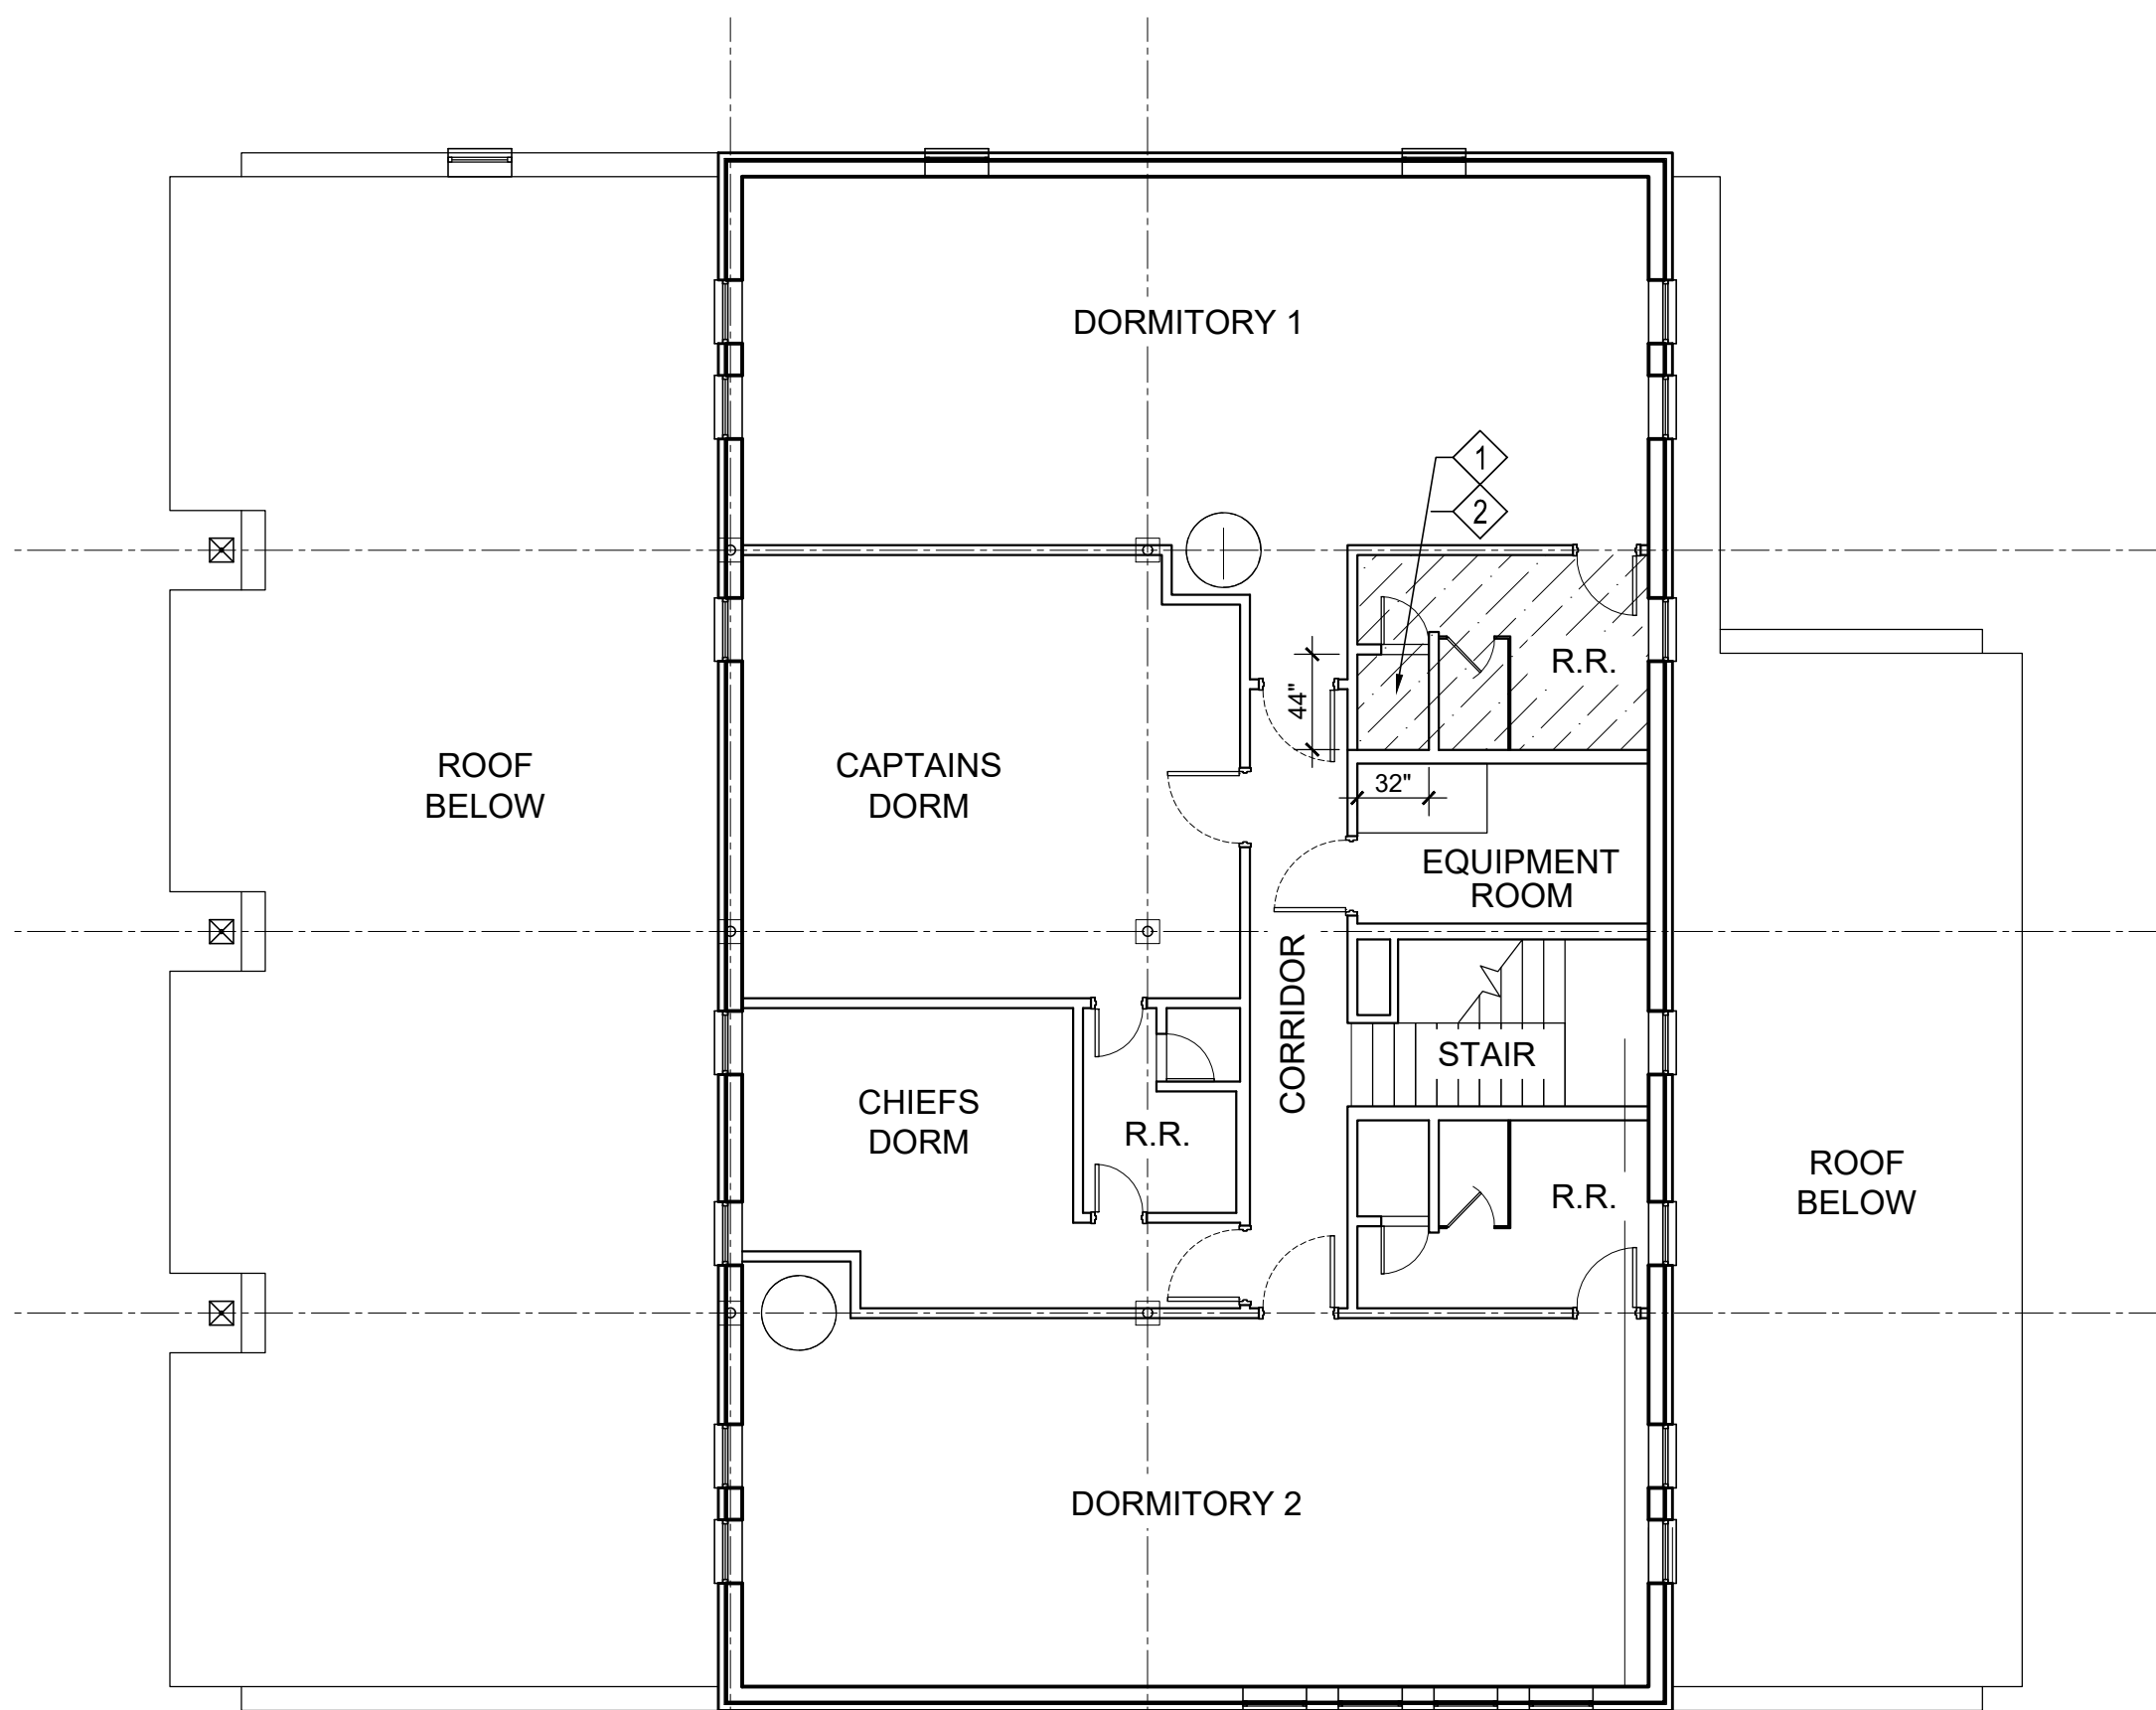 DORMITORY 1
1
2
R.R.
44"
ROOF
BELOW
CAPTAINS
DORM
32"
EQUIPMENT
ROOM
CORRIDOR
STAIR
CHIEFS
DORM
R.R.
R.R.
ROOF
BELOW
DORMITORY 2